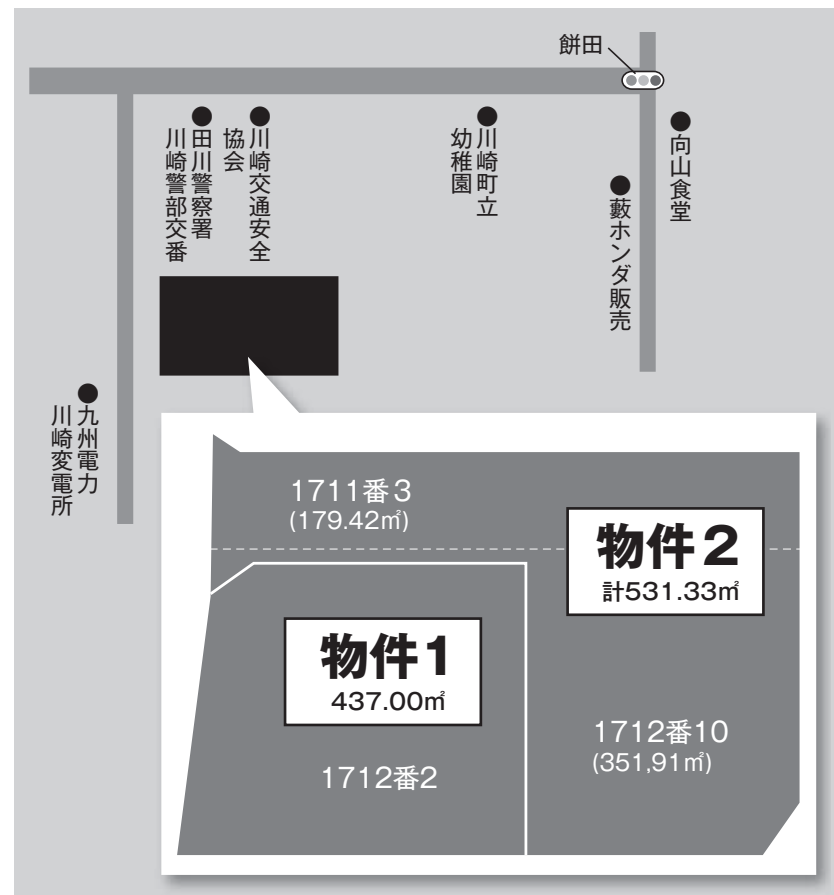 餅田
●向山食堂
●藪ホンダ販売
●川崎町立
幼稚園
●川崎交通安全
協会
●田川警察署
川崎警部交番
●九州電力
川崎変電所
1711番3
(179.42㎡)
物件2
計531.33㎡
物件1
437.00㎡
1712番10
(351,91㎡)
1712番2